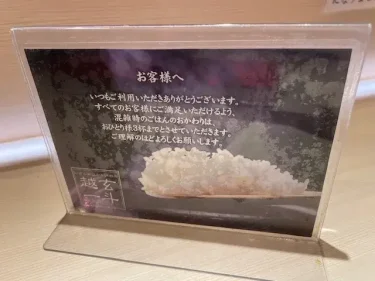 お客様へ
いつもご利用いただきありがとうございます。
すべてのお客様にご満足いただけるよう、
混雑時のごはんのおかわりは、
おひとり様3杯までとさせていただきます。
ご理解のほどよろしくお願いします。
越玄
一斗